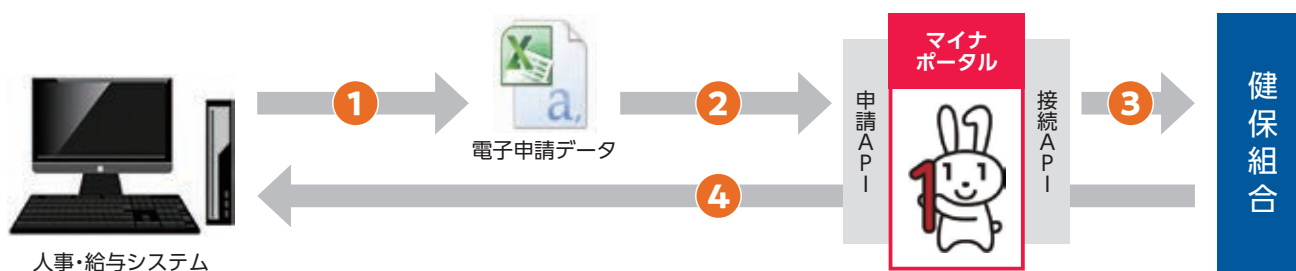 人事・給与システム
1
電子申請データ
a,
2
申請API
マイナ
ポータル
1
接続API
3
健保組合
4